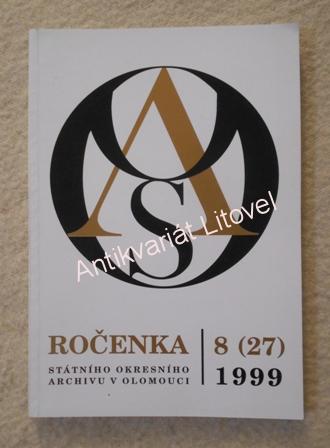 A
S
Antikvariát Litovel
ROČENKA
STÁTNÍHO OKRESNÍHO
ARCHIVU V OLOMOUCI
8 (27)
1999